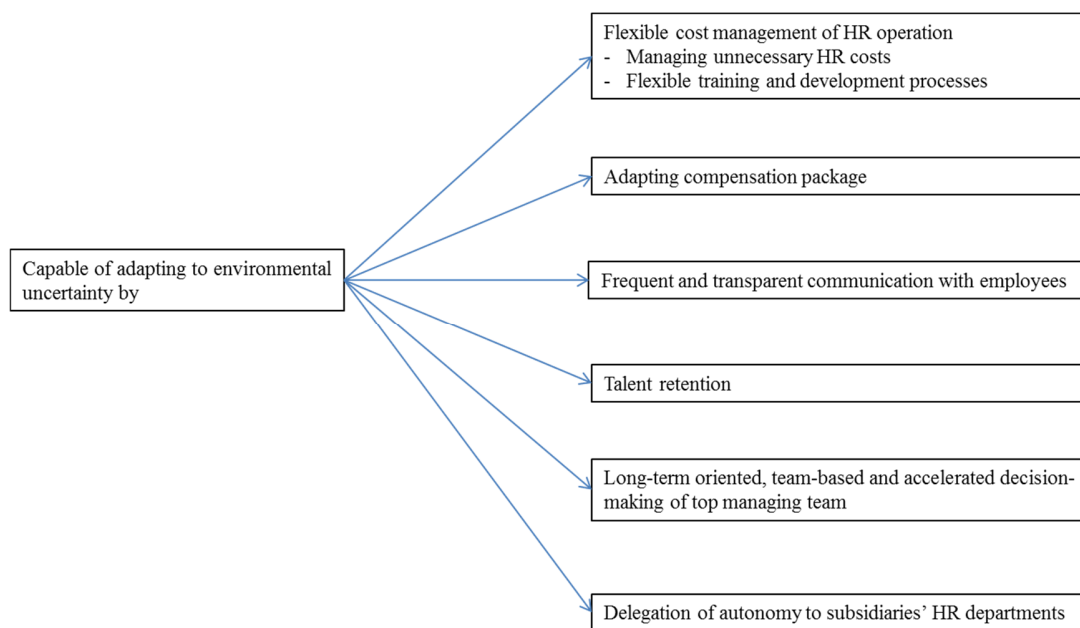 Flexible cost management of HR operation
- Managing unnecessary HR costs
- Flexible training and development processes
Adapting compensation package
Capable of adapting to environmental
uncertainty by
Frequent and transparent communication with employees
Talent retention
Long-term oriented, team-based and accelerated decision-
making of top managing team
Delegation of autonomy to subsidiaries’ HR departments